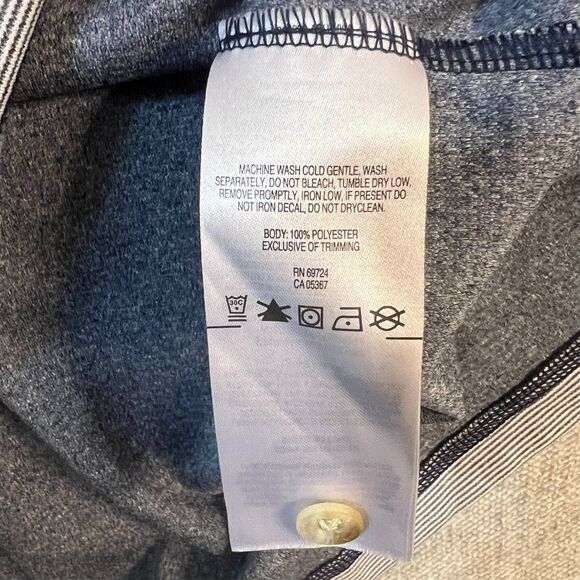 MACHINE WASH COLD GENTLE, WASH
SEPARATELY, DO NOT BLEACH, TUMBLE DRY LOW,
REMOVE PROMPTLY, IRON LOW, IF PRESENT DO
NOT IRON DECAL, DO NOT DRYCLEAN.
BODY: 100% POLYESTER
EXCLUSIVE OF TRIMMING
RN 69724
CA 05367
30C